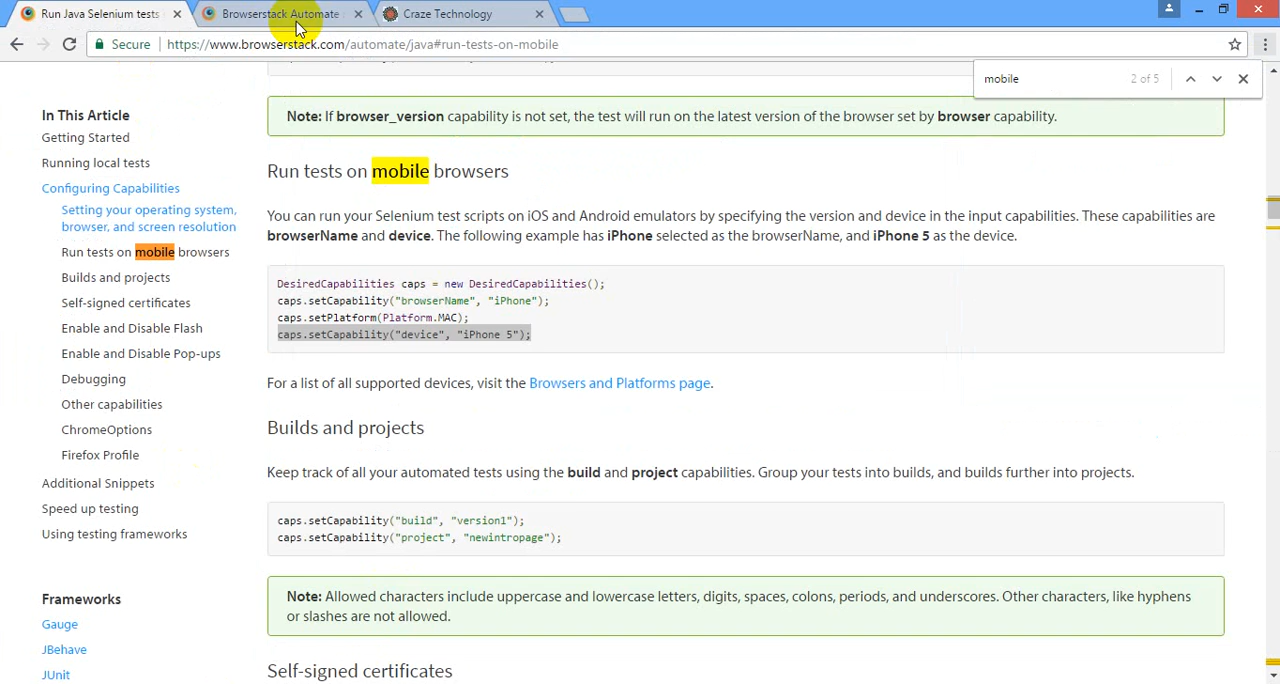 Run Java Selenium tests
Browserstack Automate
Craze Technology
Secure
https://www.browserstack.com/automate/java#run-tests-on-mobile
mobile
2 of 5
In This Article
Getting Started
Running local tests
Configuring Capabilities
Setting your operating system,
browser, and screen resolution
Run tests on mobile browsers
Builds and projects
Self-signed certificates
Enable and Disable Flash
Enable and Disable Pop-ups
Debugging
Other capabilities
ChromeOptions
Firefox Profile
Additional Snippets
Speed up testing
Using testing frameworks
Frameworks
Gauge
JBehave
JUnit
Note: If browser_version capability is not set, the test will run on the latest version of the browser set by browser capability.
Run tests on mobile browsers
You can run your Selenium test scripts on iOS and Android emulators by specifying the version and device in the input capabilities. These capabilities are
browserName and device. The following example has iPhone selected as the browserName, and iPhone 5 as the device.
DesiredCapabilities caps = new DesiredCapabilities();
caps.setCapability("browserName", "iPhone");
caps.setPlatform(Platform.MAC);
caps.setCapability("device", "iPhone 5");
For a list of all supported devices, visit the Browsers and Platforms page.
Builds and projects
Keep track of all your automated tests using the build and project capabilities. Group your tests into builds, and builds further into projects.
caps.setCapability("build", "version1");
caps.setCapability("project", "newintropage");
Note: Allowed characters include uppercase and lowercase letters, digits, spaces, colons, periods, and underscores. Other characters, like hyphens
or slashes are not allowed.
Self-signed certificates